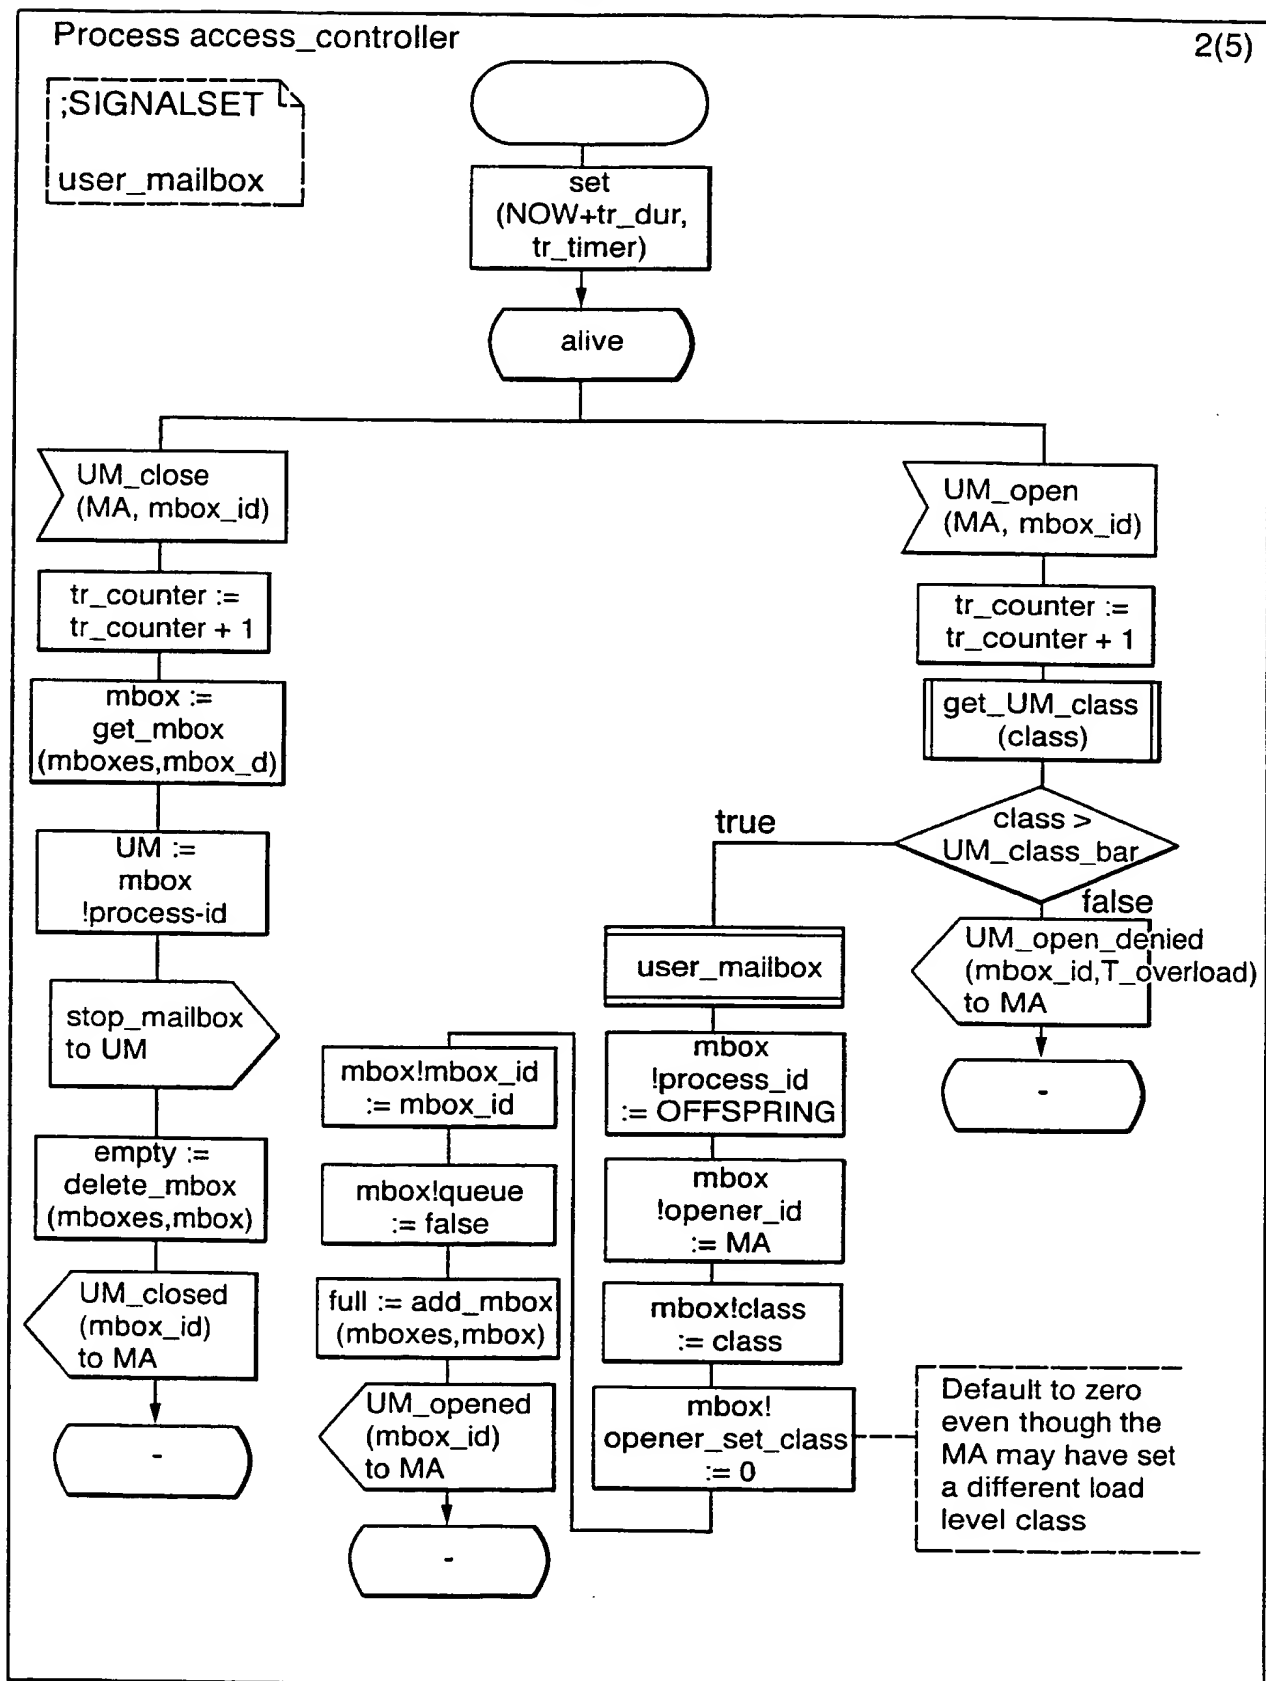 Process access_controller
2(5)
;SIGNALSET
user_mailbox
set
(NOW+tr_dur,
tr_timer)
alive
UM_close
(MA, mbox_id)
tr_counter :=
tr_counter + 1
mbox :=
get_mbox
(mboxes,mbox_d)
UM :=
mbox
!process-id
stop_mailbox
to UM
empty :=
delete_mbox
(mboxes,mbox)
UM_closed
(mbox_id)
to MA
-
UM_open
(MA, mbox_id)
tr_counter :=
tr_counter + 1
get_UM_class
(class)
class >
UM_class_bar
true
false
UM_open_denied
(mbox_id,T_overload)
to MA
-
user_mailbox
mbox
!process_id
:= OFFSPRING
mbox
!opener_id
:= MA
mbox!class
:= class
mbox!
opener_set_class
:= 0
Default to zero
even though the
MA may have set
a different load
level class
mbox!mbox_id
:= mbox_id
mbox!queue
:= false
full := add_mbox
(mboxes,mbox)
UM_opened
(mbox_id)
to MA
-